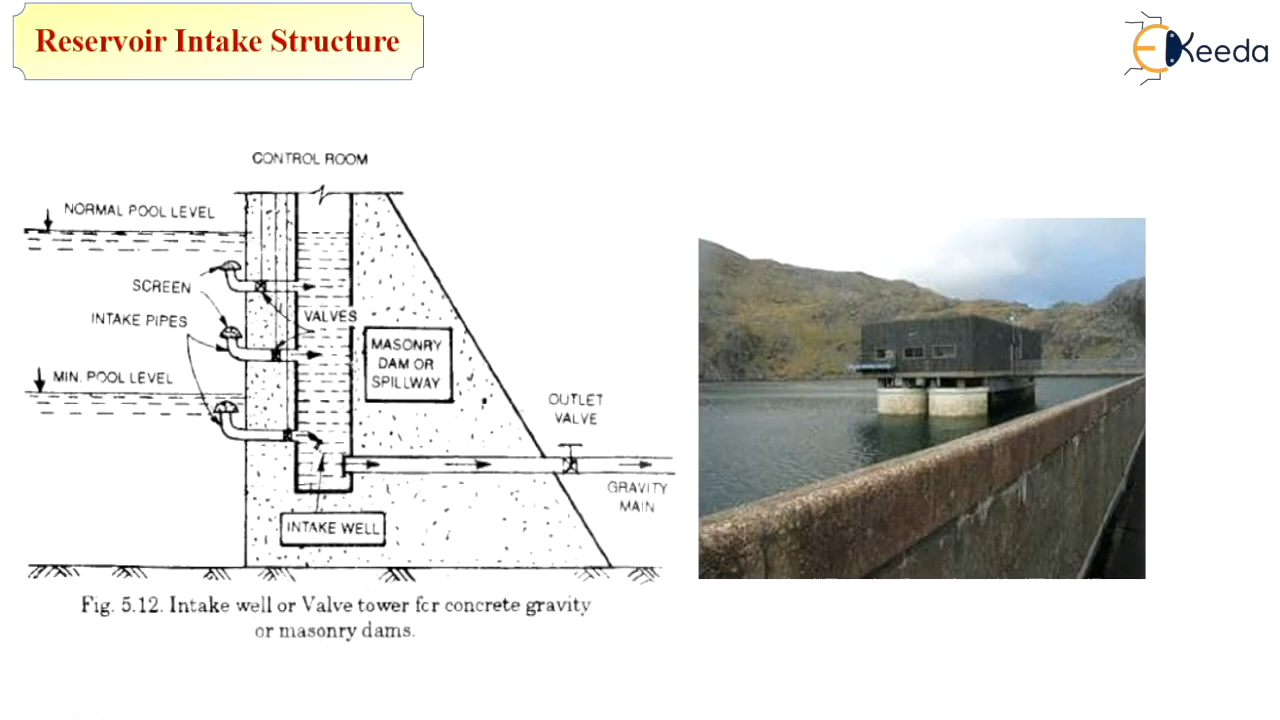 Reservoir Intake Structure
EKeeda
CONTROL ROOM
NORMAL POOL LEVEL
SCREEN
INTAKE PIPES
VALVES
MASONRY
DAM OR
SPILLWAY
MIN. POOL LEVEL
OUTLET
VALVE
GRAVITY
MAIN
INTAKE WELL
Fig. 5.12. Intake well or Valve tower for concrete gravity
or masonry dams.